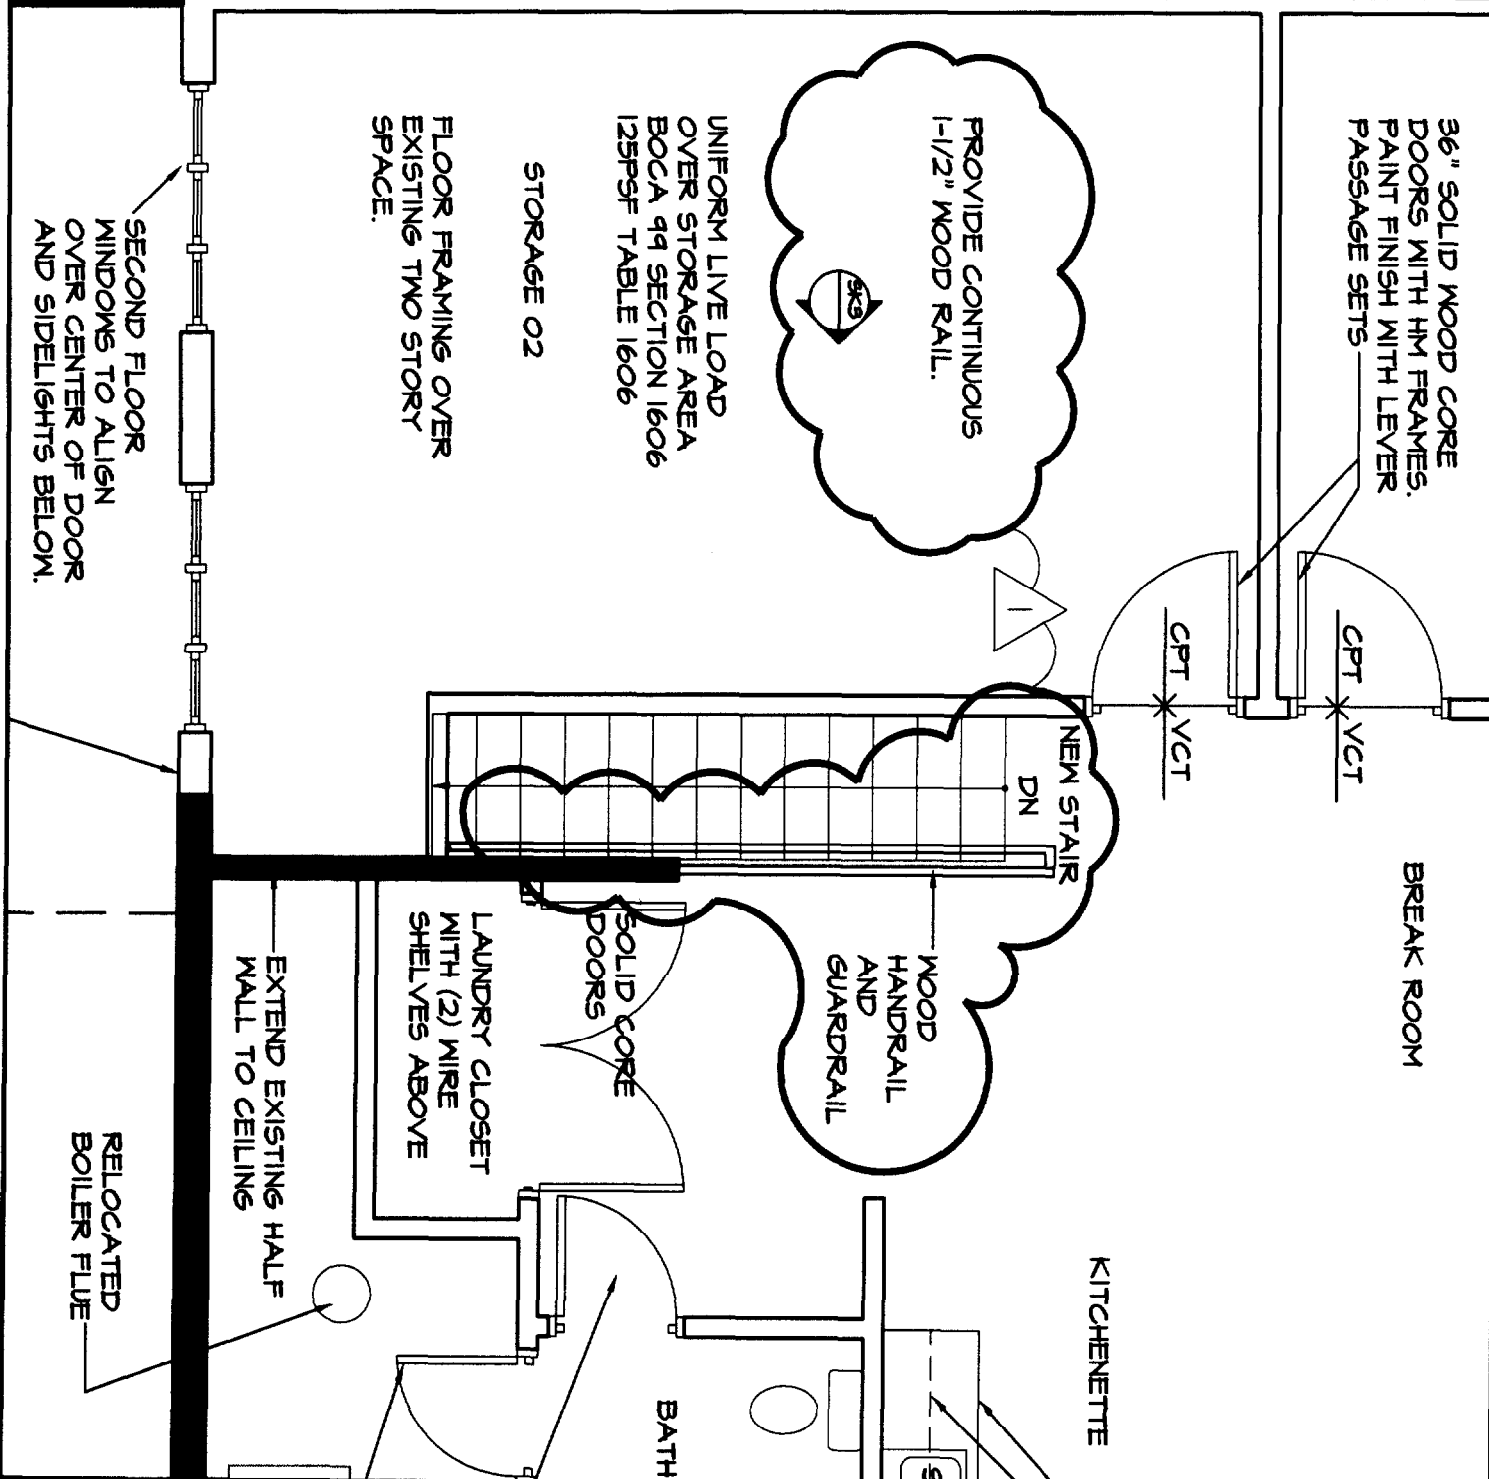 36" SOLID WOOD CORE
DOORS WITH HM FRAMES.
PAINT FINISH WITH LEVER
PASSAGE SETS
CPT
VCT
CPT
VCT
BREAK ROOM
KITCHENETTE
PROVIDE CONTINUOUS
1-1/2" WOOD RAIL.
SK3
1
NEW STAIR
DN
WOOD
HANDRAIL
AND
GUARDRAIL
UNIFORM LIVE LOAD
OVER STORAGE AREA
BOCA 99 SECTION 1606
125PSF TABLE 1606
STORAGE 02
FLOOR FRAMING OVER
EXISTING TWO STORY
SPACE.
SOLID CORE
DOORS
LAUNDRY CLOSET
WITH (2) WIRE
SHELVES ABOVE
BATH
EXTEND EXISTING HALF
WALL TO CEILING
SECOND FLOOR
WINDOWS TO ALIGN
OVER CENTER OF DOOR
AND SIDELIGHTS BELOW.
RELOCATED
BOILER FLUE